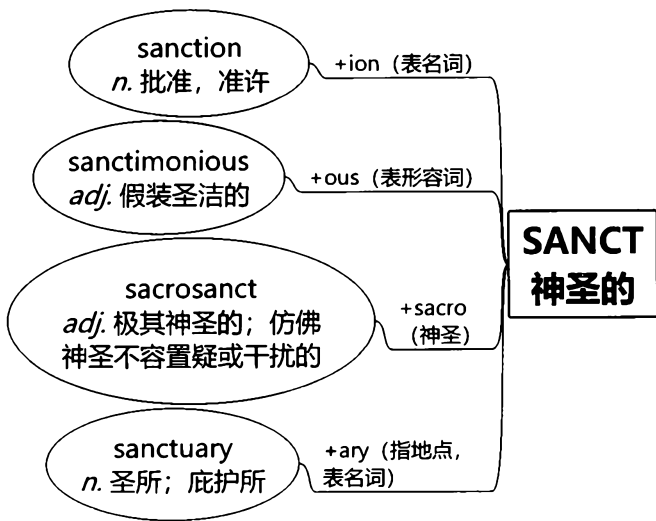 sanction
n. 批准，准许
+ion（表名词）
sanctimonious
adj. 假装圣洁的
+ous（表形容词）
SANCT
神圣的
sacrosanct
adj. 极其神圣的；仿佛
神圣不容置疑或干扰的
+sacro
（神圣）
sanctuary
n. 圣所；庇护所
+ary（指地点，
表名词）